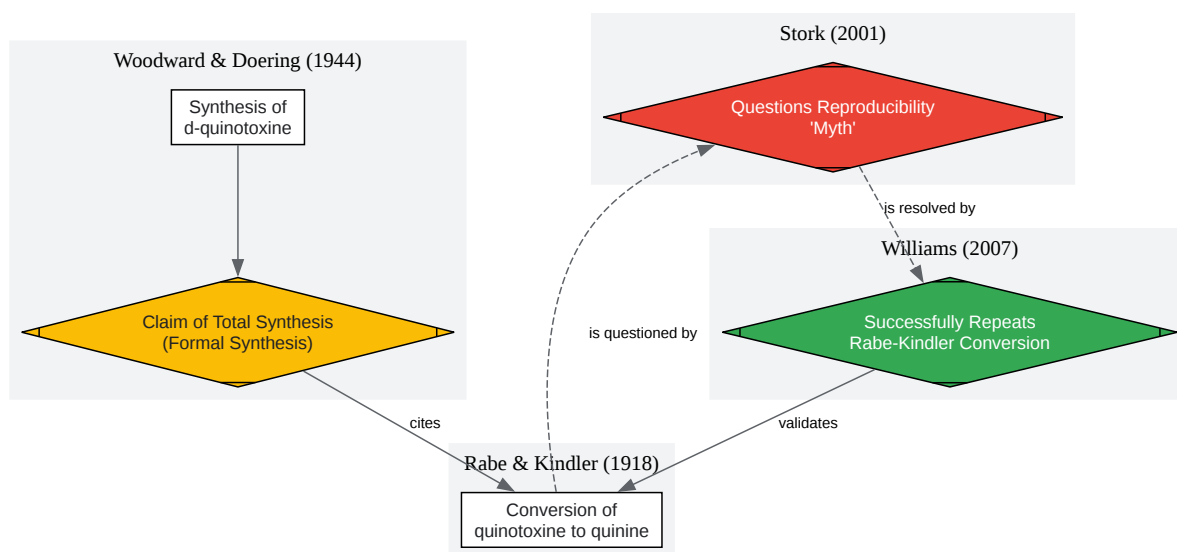 Woodward & Doering (1944)
Synthesis of
d-quinotoxine
Claim of Total Synthesis
(Formal Synthesis)
cites
Stork (2001)
Questions Reproducibility
'Myth'
is resolved by
Williams (2007)
is questioned by
Successfully Repeats
Rabe-Kindler Conversion
validates
Rabe & Kindler (1918)
Conversion of
quinotoxine to quinine